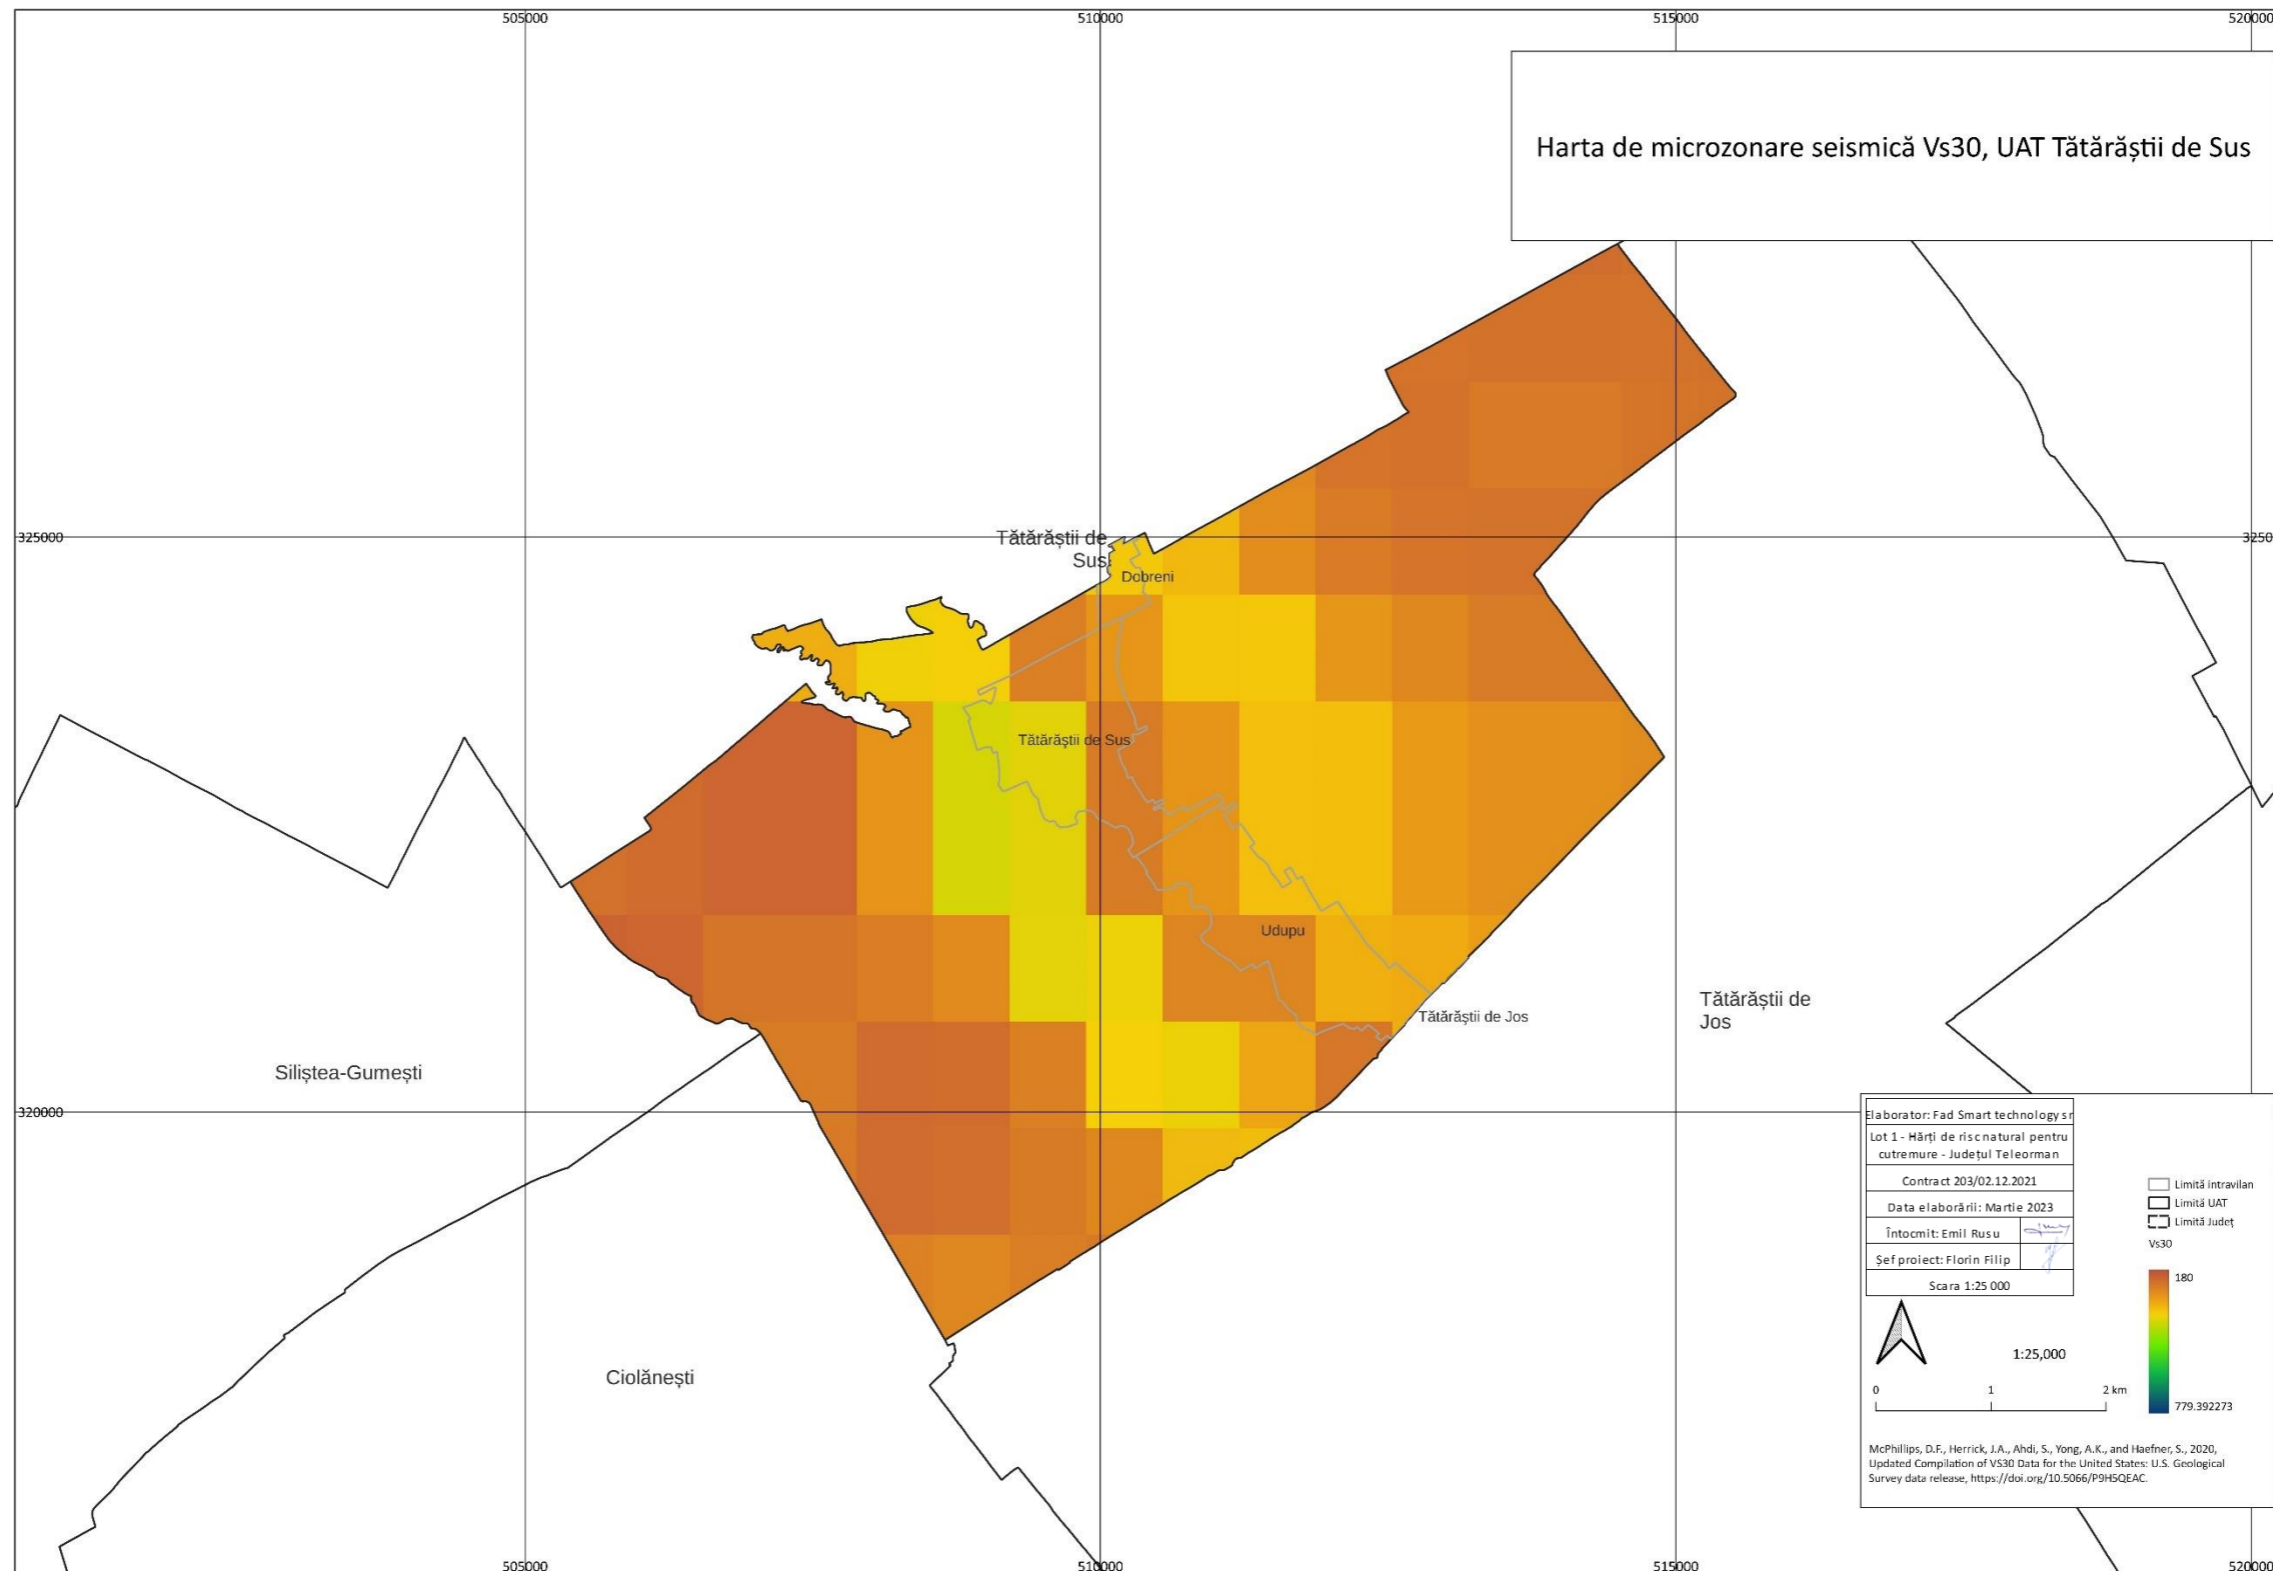 505000
510000
515000
520000
Harta de microzonare seismică Vs30, UAT Tătărăștii de Sus
325000
Tătărăștii de
Sus
3250
Dobreni
Tătărăştii de Sus
Udupu
Tătărăștii de
Jos
Tătărăştii de Jos
Siliștea-Gumești
320000
Ciolănești
Elaborator: Fad Smart technology sr
Lot 1 - Hărți de risc natural pentru
cutremure - Județul Teleorman
Contract 203/02.12.2021
Data elaborării: Martie 2023
Întocmit: Emil Rusu
Șef proiect: Florin Filip
Scara 1:25 000
Limită intravilan
Limită UAT
Limită Județ
Vs30
180
779.392273
1:25,000
0 1 2 km
McPhillips, D.F., Herrick, J.A., Ahdi, S., Yong, A.K., and Haefner, S., 2020,
Updated Compilation of VS30 Data for the United States: U.S. Geological
Survey data release, https://doi.org/10.5066/P9H5QEAC.
505000
510000
515000
520000